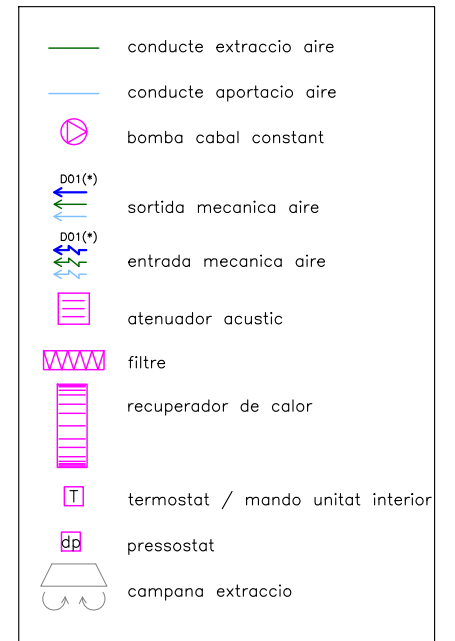 conducte extraccio aire
conducte aportacio aire
bomba cabal constant
D01(*)
sortida mecanica aire
D01(*)
entrada mecanica aire
atenuador acustic
filtre
recuperador de calor
T termostat / mando unitat interior
dp pressostat
campana extraccio